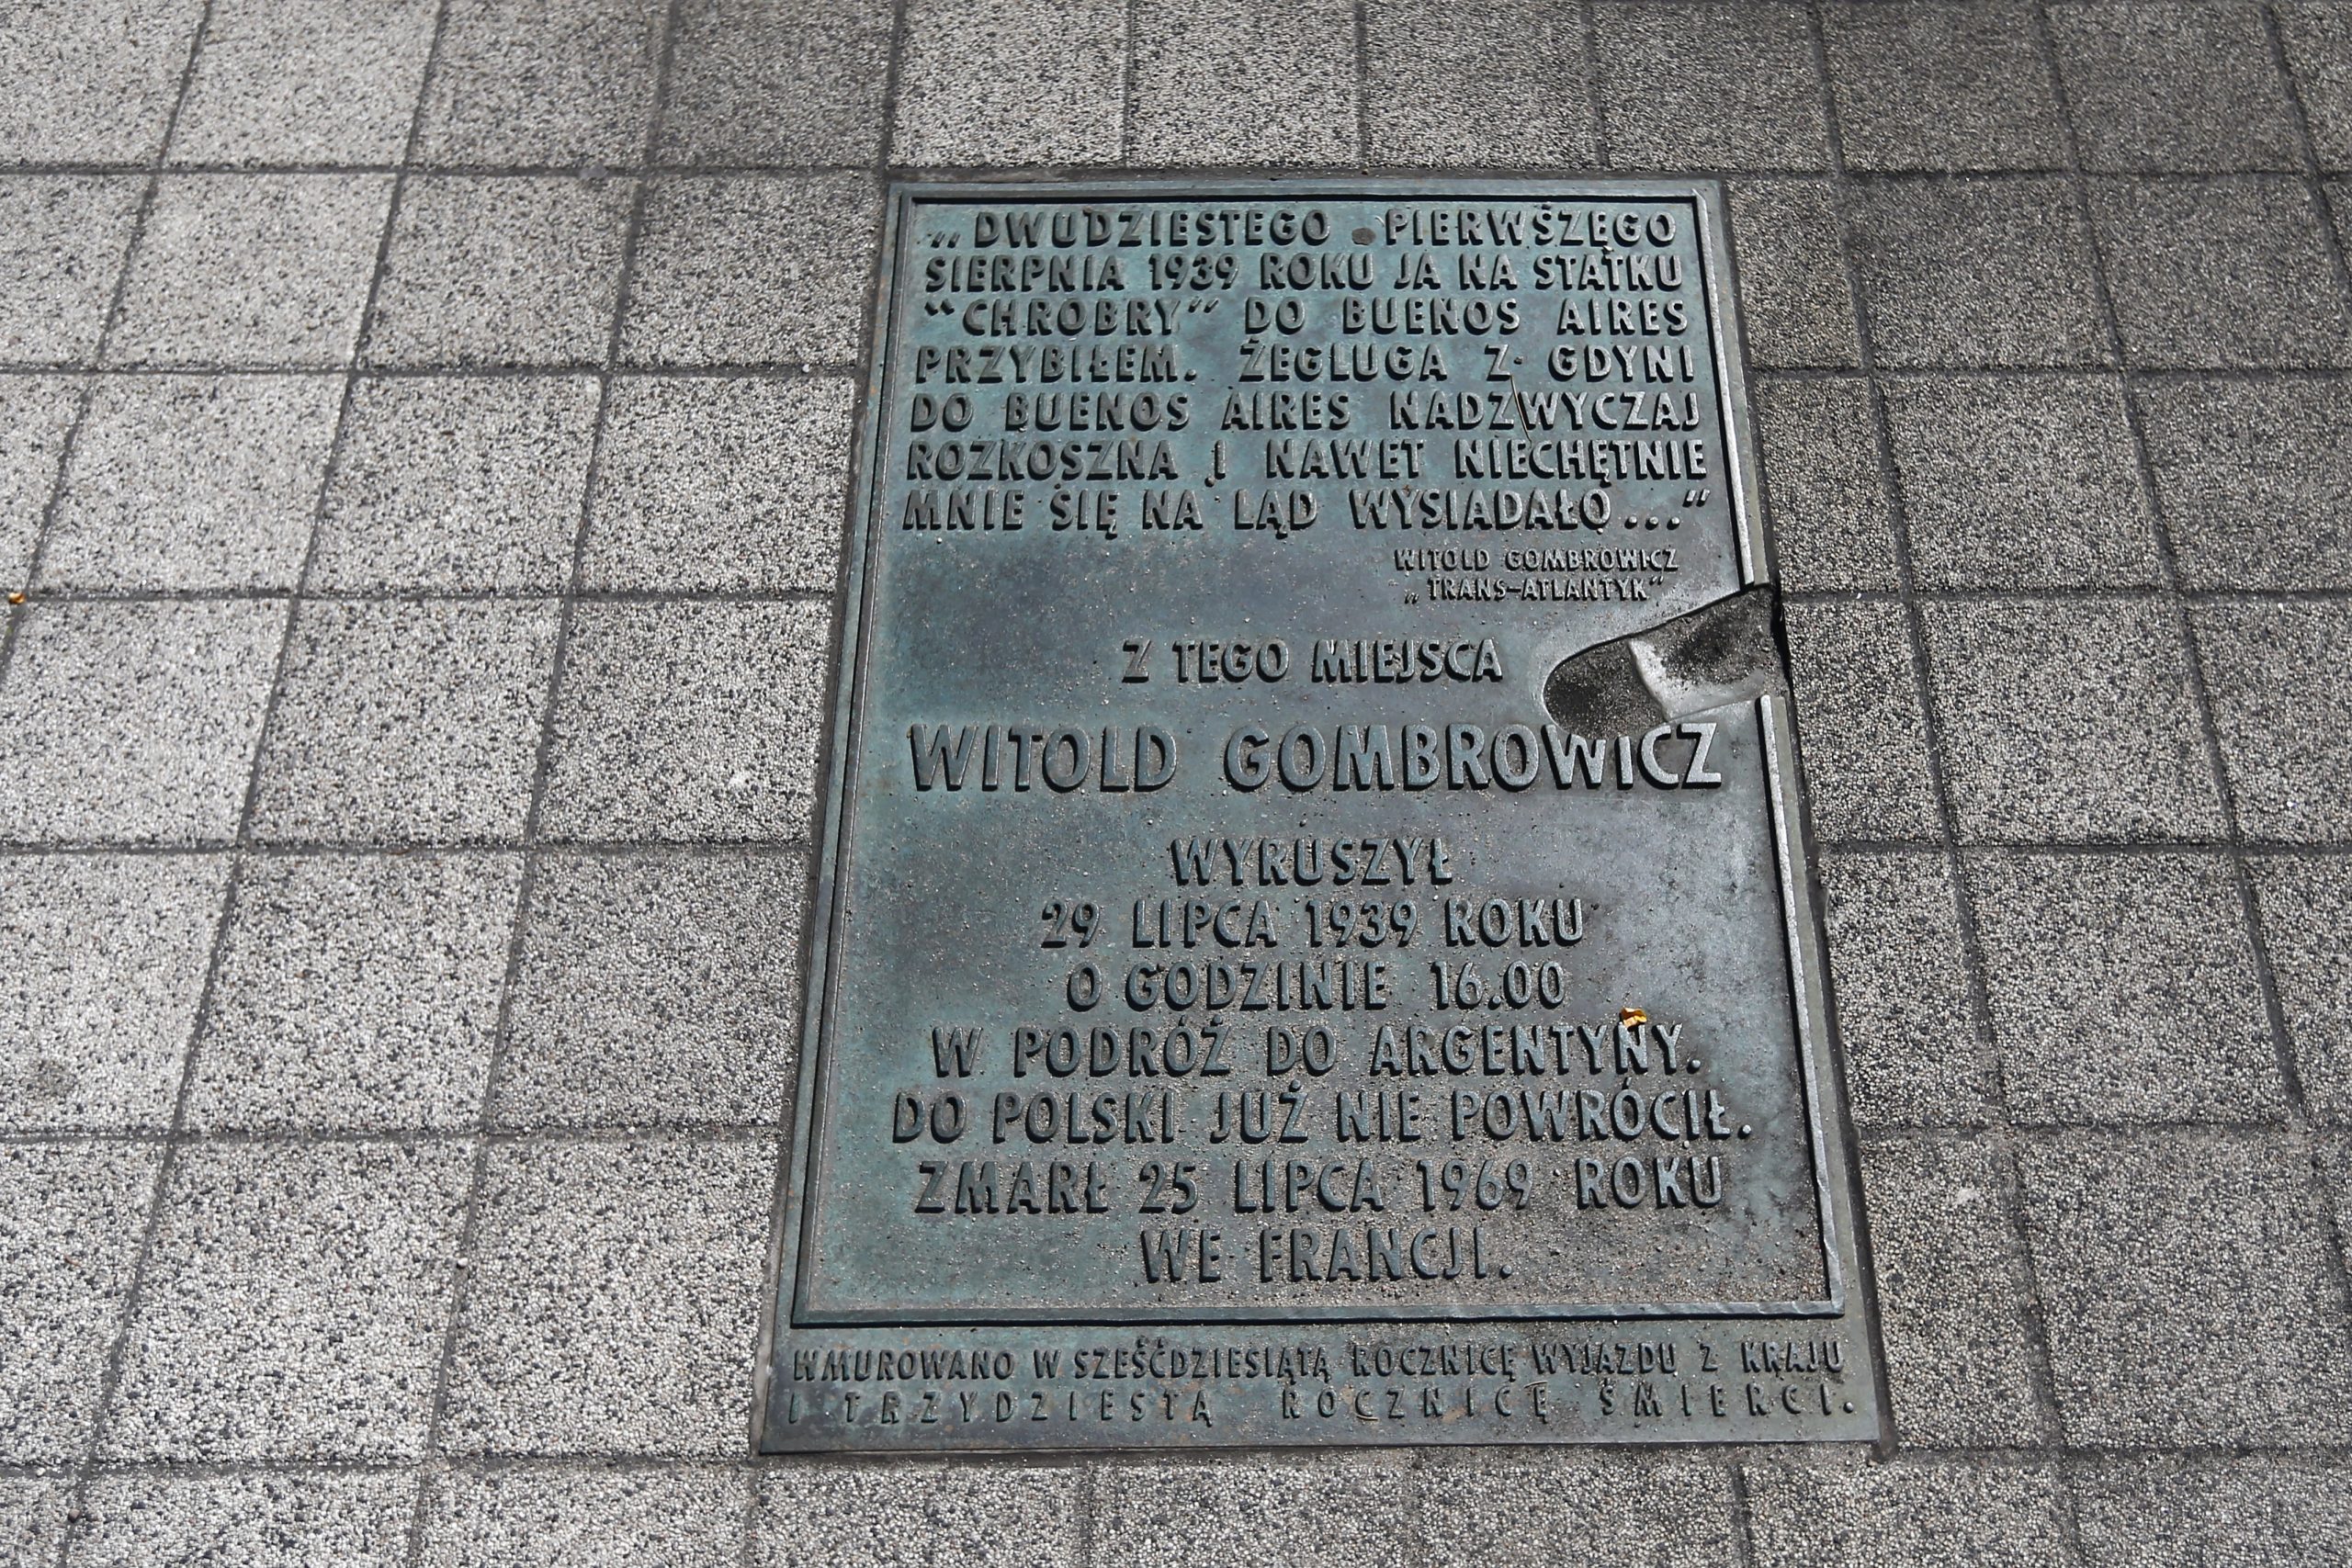 „DWUDZIESTEGO PIERWSZEGO
SIERPNIA 1939 ROKU JA NA STATKU
“CHROBRY” DO BUENOS AIRES
PRZYBIŁEM. ŻEGLUGA Z GDYNI
DO BUENOS AIRES NADZWYCZAJ
ROZKOSZNA I NAWET NIECHĘTNIE
MNIE SIĘ NA LĄD WYSIADAŁO..."
WITOLD GOMBROWICZ
„TRANS-ATLANTYK"
Z TEGO MIEJSCA
WITOLD GOMBROWICZ
WYRUSZYŁ
29 LIPCA 1939 ROKU
O GODZINIE 16.00
W PODRÓŻ DO ARGENTYNY.
DO POLSKI JUŻ NIE POWRÓCIŁ.
ZMARŁ 25 LIPCA 1969 ROKU
WE FRANCJI.
WMUROWANO W SZEŚĆDZIESIĄTĄ ROCZNICĘ WYJAZDU Z KRAJU
I TRZYDZIESTĄ ROCZNICĘ ŚMIERCI.